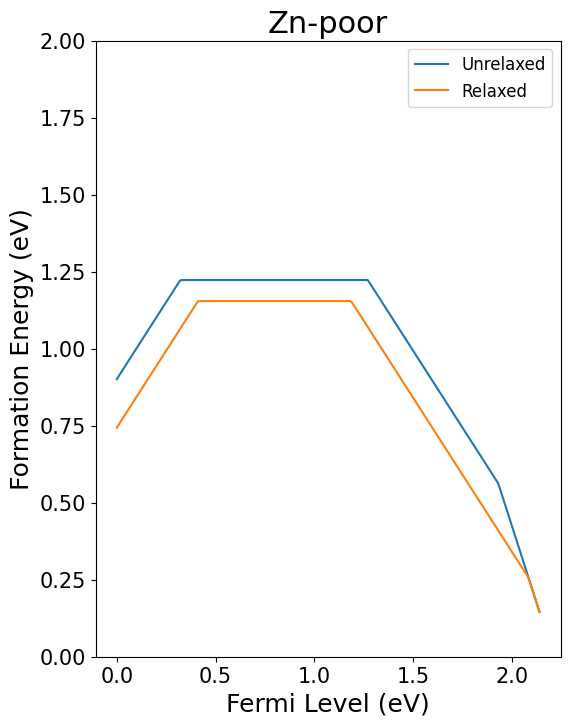 Zn-poor
Unrelaxed
Relaxed
Formation Energy (eV)
2.00
1.75
1.50
1.25
1.00
0.75
0.50
0.25
0.00
0.0 0.5 1.0 1.5 2.0
Fermi Level (eV)